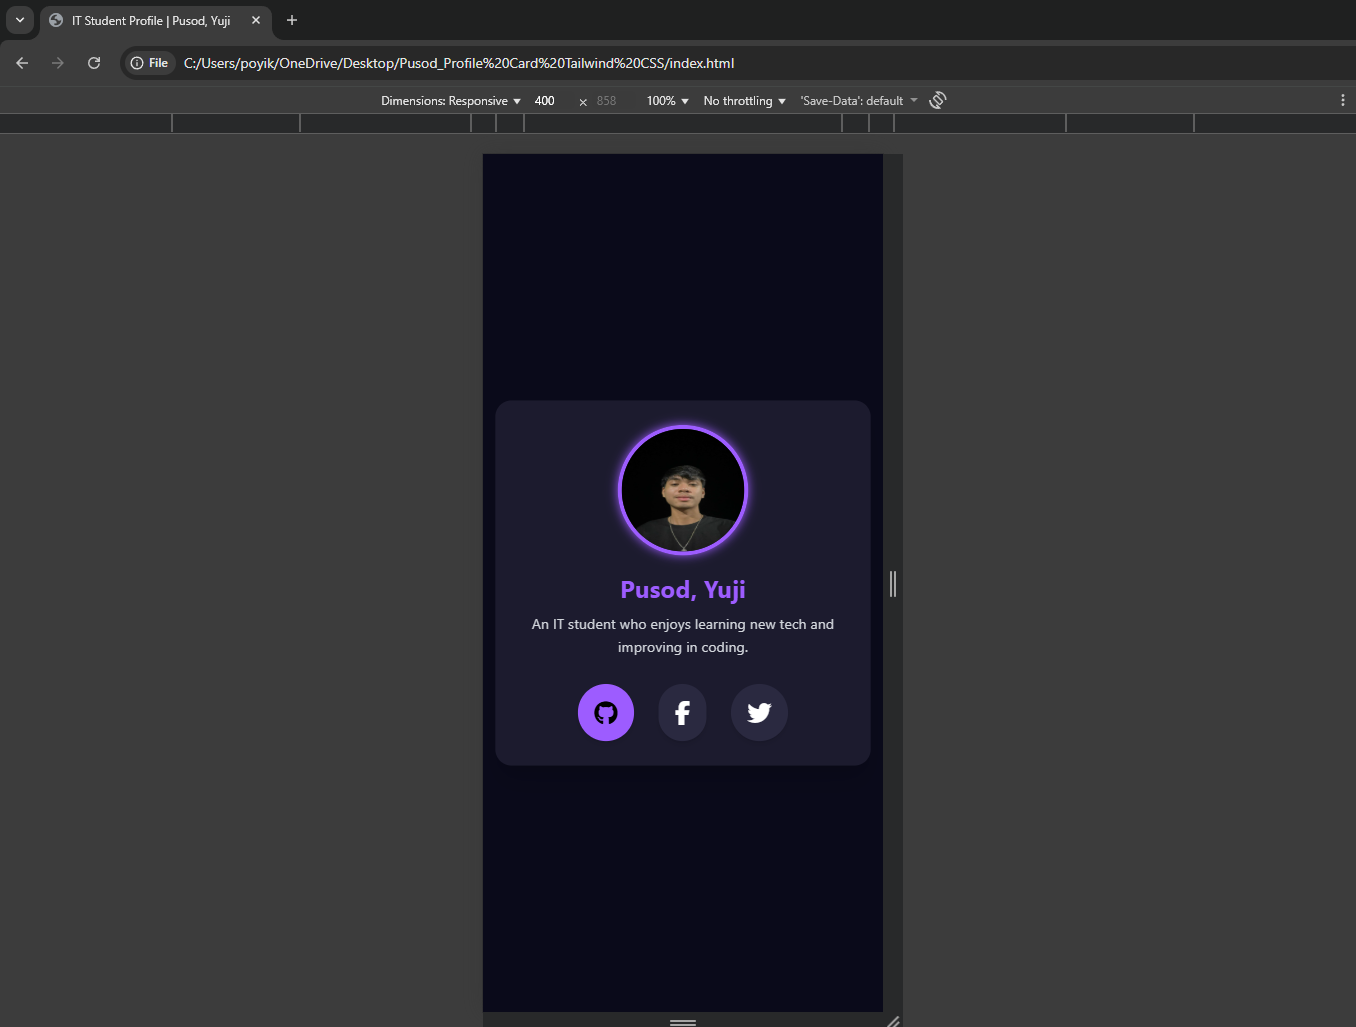 IT Student Profile | Pusod, Yuji
File
C:/Users/poyik/OneDrive/Desktop/Pusod_Profile%20Card%20Tailwind%20CSS/index.html
Dimensions: Responsive 400 × 858 100% No throttling 'Save-Data': default
Pusod, Yuji
An IT student who enjoys learning new tech and
improving in coding.